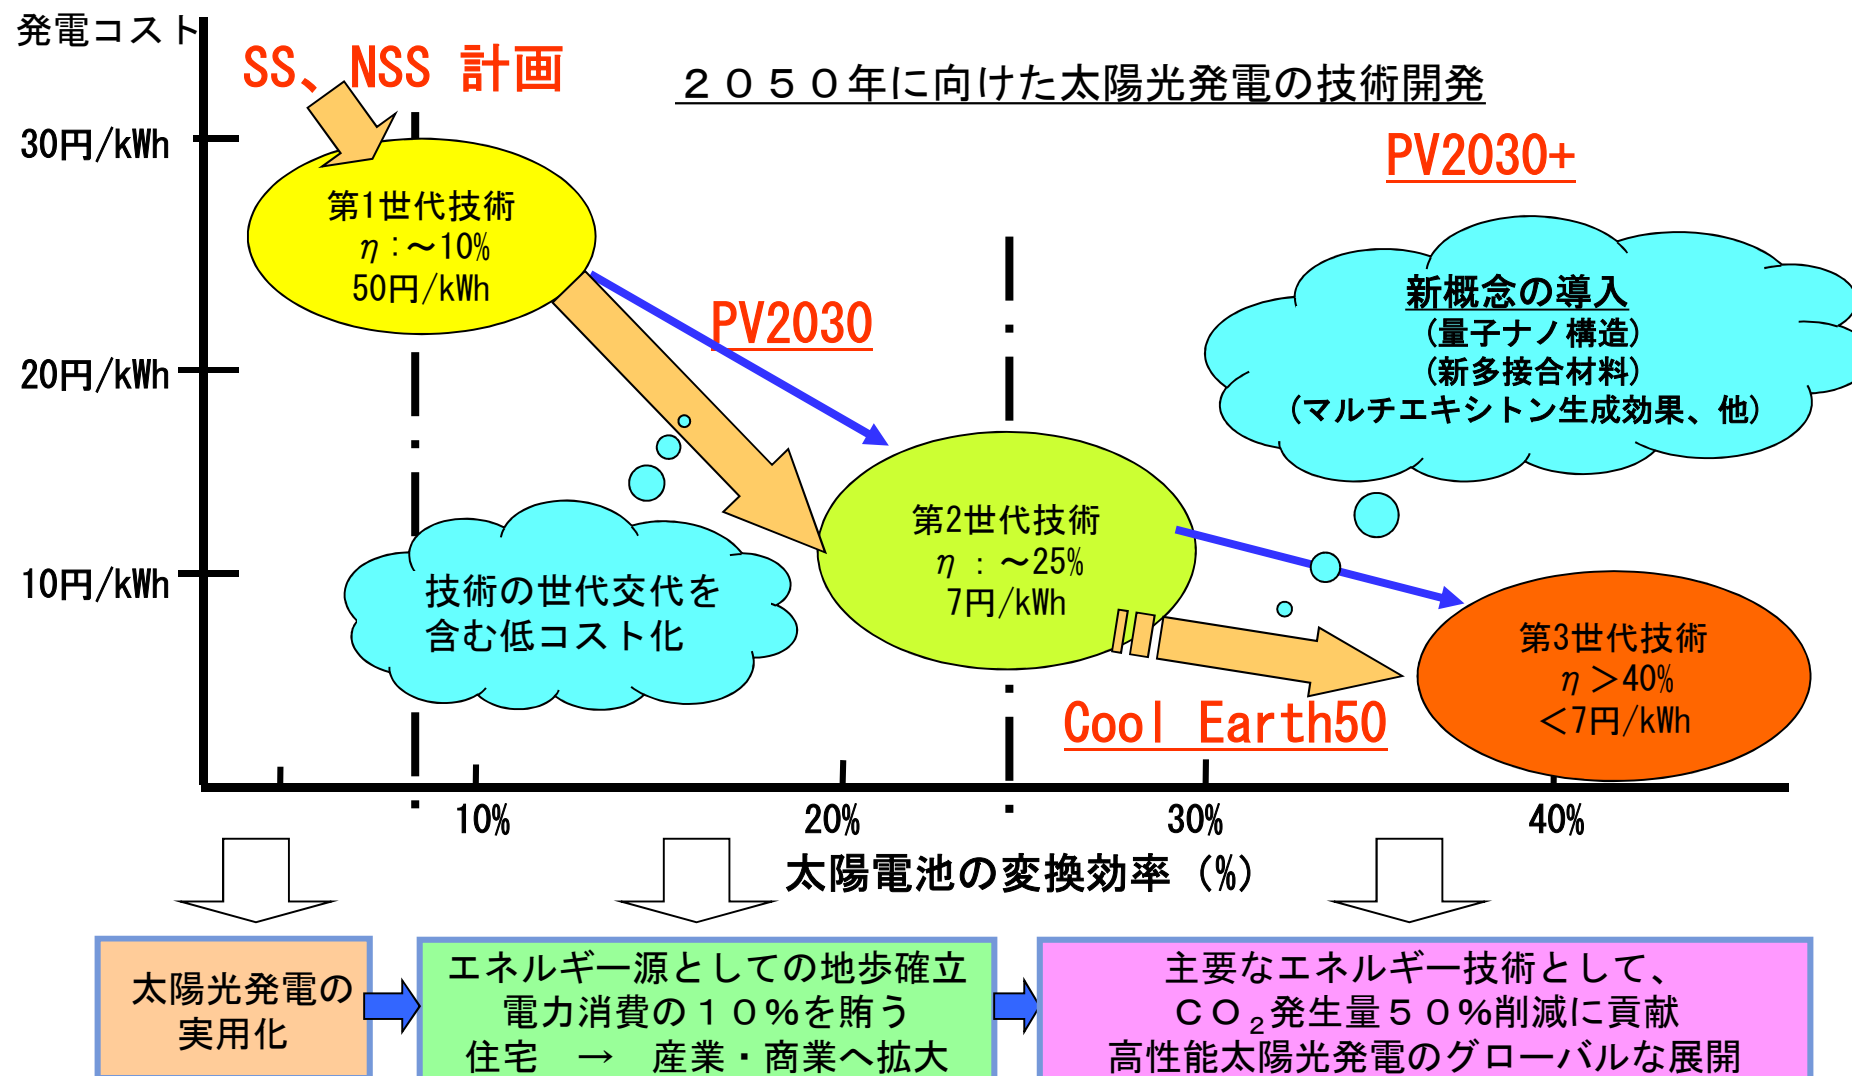 発電コスト
SS、NSS 計画
２０５０年に向けた太陽光発電の技術開発
30円/kWh
PV2030+
第1世代技術
η：～10%
50円/kWh
新概念の導入
(量子ナノ構造)
(新多接合材料)
(マルチエキシトン生成効果、他)
PV2030
20円/kWh
第2世代技術
η：～25%
7円/kWh
10円/kWh
技術の世代交代を
含む低コスト化
第3世代技術
η＞40%
＜7円/kWh
Cool Earth50
10%
20%
30%
40%
太陽電池の変換効率 (%)
太陽光発電の
実用化
エネルギー源としての地歩確立
電力消費の１０％を賄う
住宅　→　産業・商業へ拡大
主要なエネルギー技術として、
ＣＯ₂発生量５０％削減に貢献
高性能太陽光発電のグローバルな展開